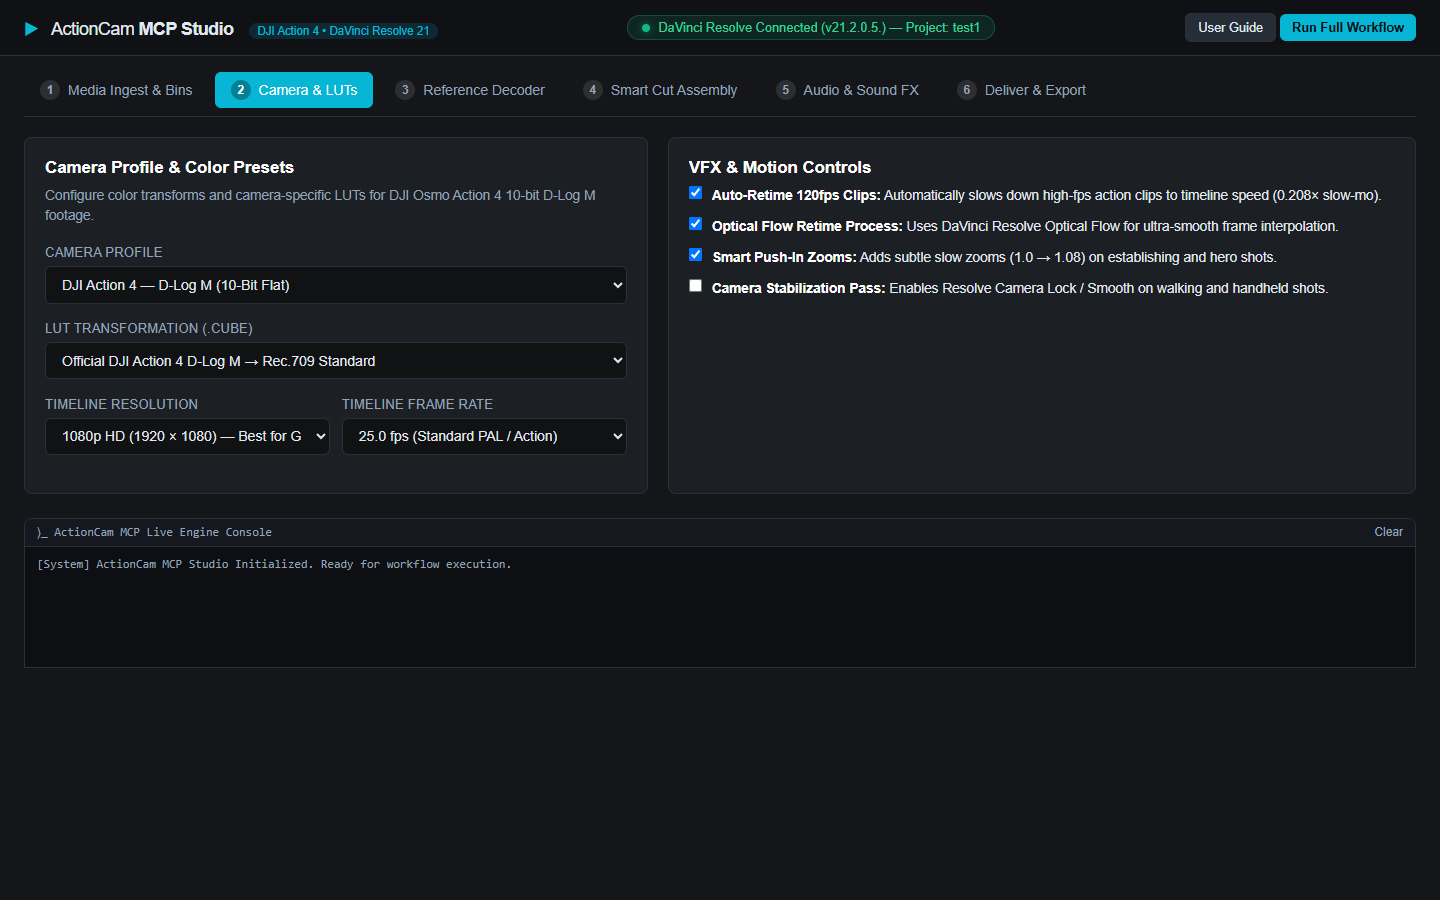 ActionCam MCP Studio
DJI Action 4 • DaVinci Resolve 21
DaVinci Resolve Connected (v21.2.0.5.) — Project: test1
User Guide
Run Full Workflow
1 Media Ingest & Bins
2 Camera & LUTs
3 Reference Decoder
4 Smart Cut Assembly
5 Audio & Sound FX
6 Deliver & Export
Camera Profile & Color Presets
Configure color transforms and camera-specific LUTs for DJI Osmo Action 4 10-bit D-Log M
footage.
CAMERA PROFILE
DJI Action 4 — D-Log M (10-Bit Flat)
LUT TRANSFORMATION (.CUBE)
Official DJI Action 4 D-Log M → Rec.709 Standard
TIMELINE RESOLUTION
1080p HD (1920 × 1080) — Best for G
TIMELINE FRAME RATE
25.0 fps (Standard PAL / Action)
VFX & Motion Controls
Auto-Retime 120fps Clips: Automatically slows down high-fps action clips to timeline speed (0.208× slow-mo).
Optical Flow Retime Process: Uses DaVinci Resolve Optical Flow for ultra-smooth frame interpolation.
Smart Push-In Zooms: Adds subtle slow zooms (1.0 → 1.08) on establishing and hero shots.
Camera Stabilization Pass: Enables Resolve Camera Lock / Smooth on walking and handheld shots.
⟩_ ActionCam MCP Live Engine Console
Clear
[System] ActionCam MCP Studio Initialized. Ready for workflow execution.